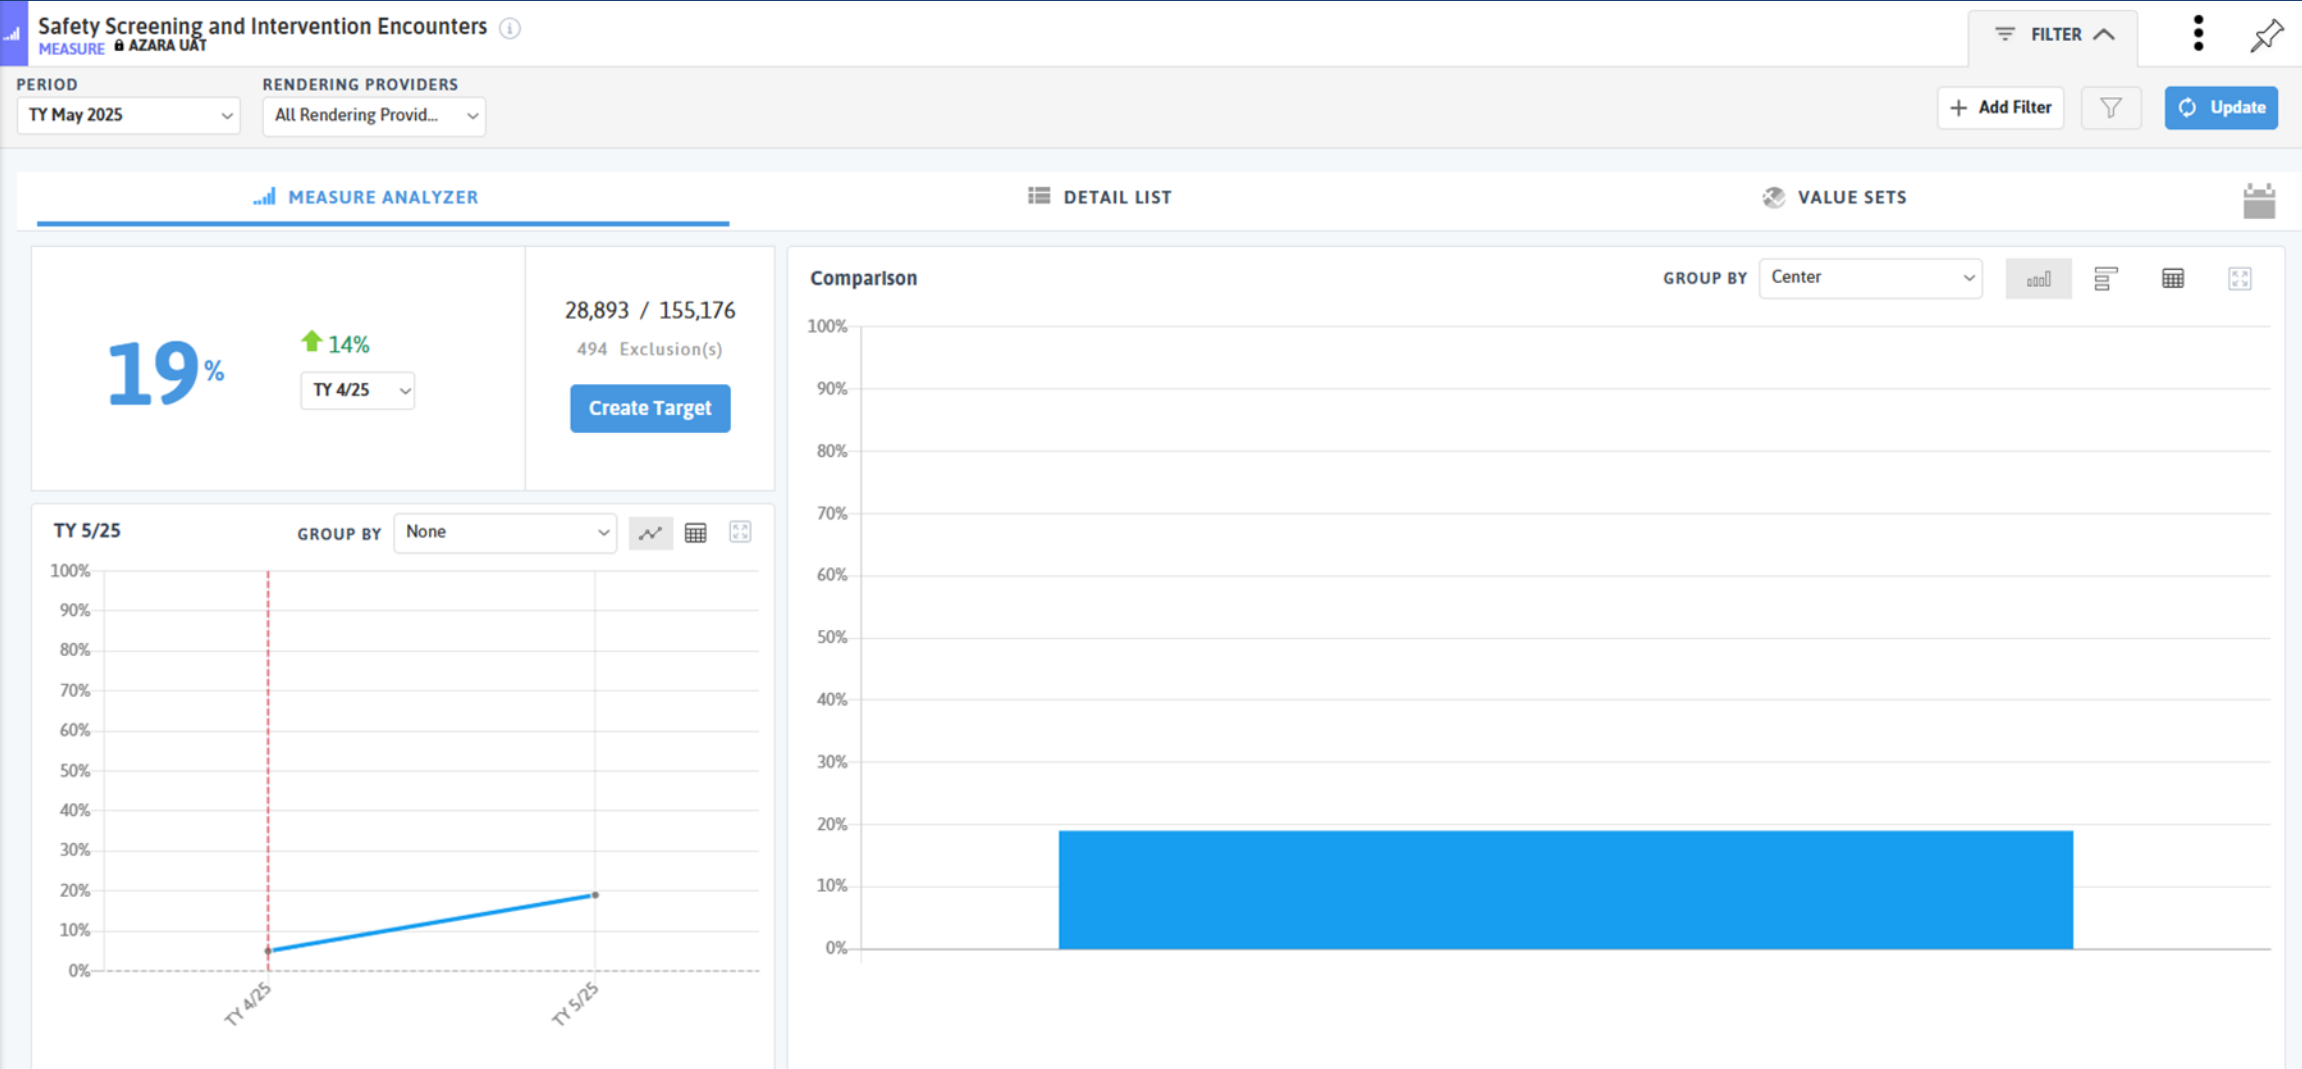 Safety Screening and Intervention Encounters
MEASURE AZARA UAT
FILTER
PERIOD
TY May 2025
RENDERING PROVIDERS
All Rendering Provid...
Add Filter
Update
MEASURE ANALYZER
DETAIL LIST
VALUE SETS
19%
14%
TY 4/25
28,893 / 155,176
494 Exclusion(s)
Create Target
TY 5/25
GROUP BY
None
100%
90%
80%
70%
60%
50%
40%
30%
20%
10%
0%
TY 4/25
TY 5/25
Comparison
GROUP BY
Center
100%
90%
80%
70%
60%
50%
40%
30%
20%
10%
0%